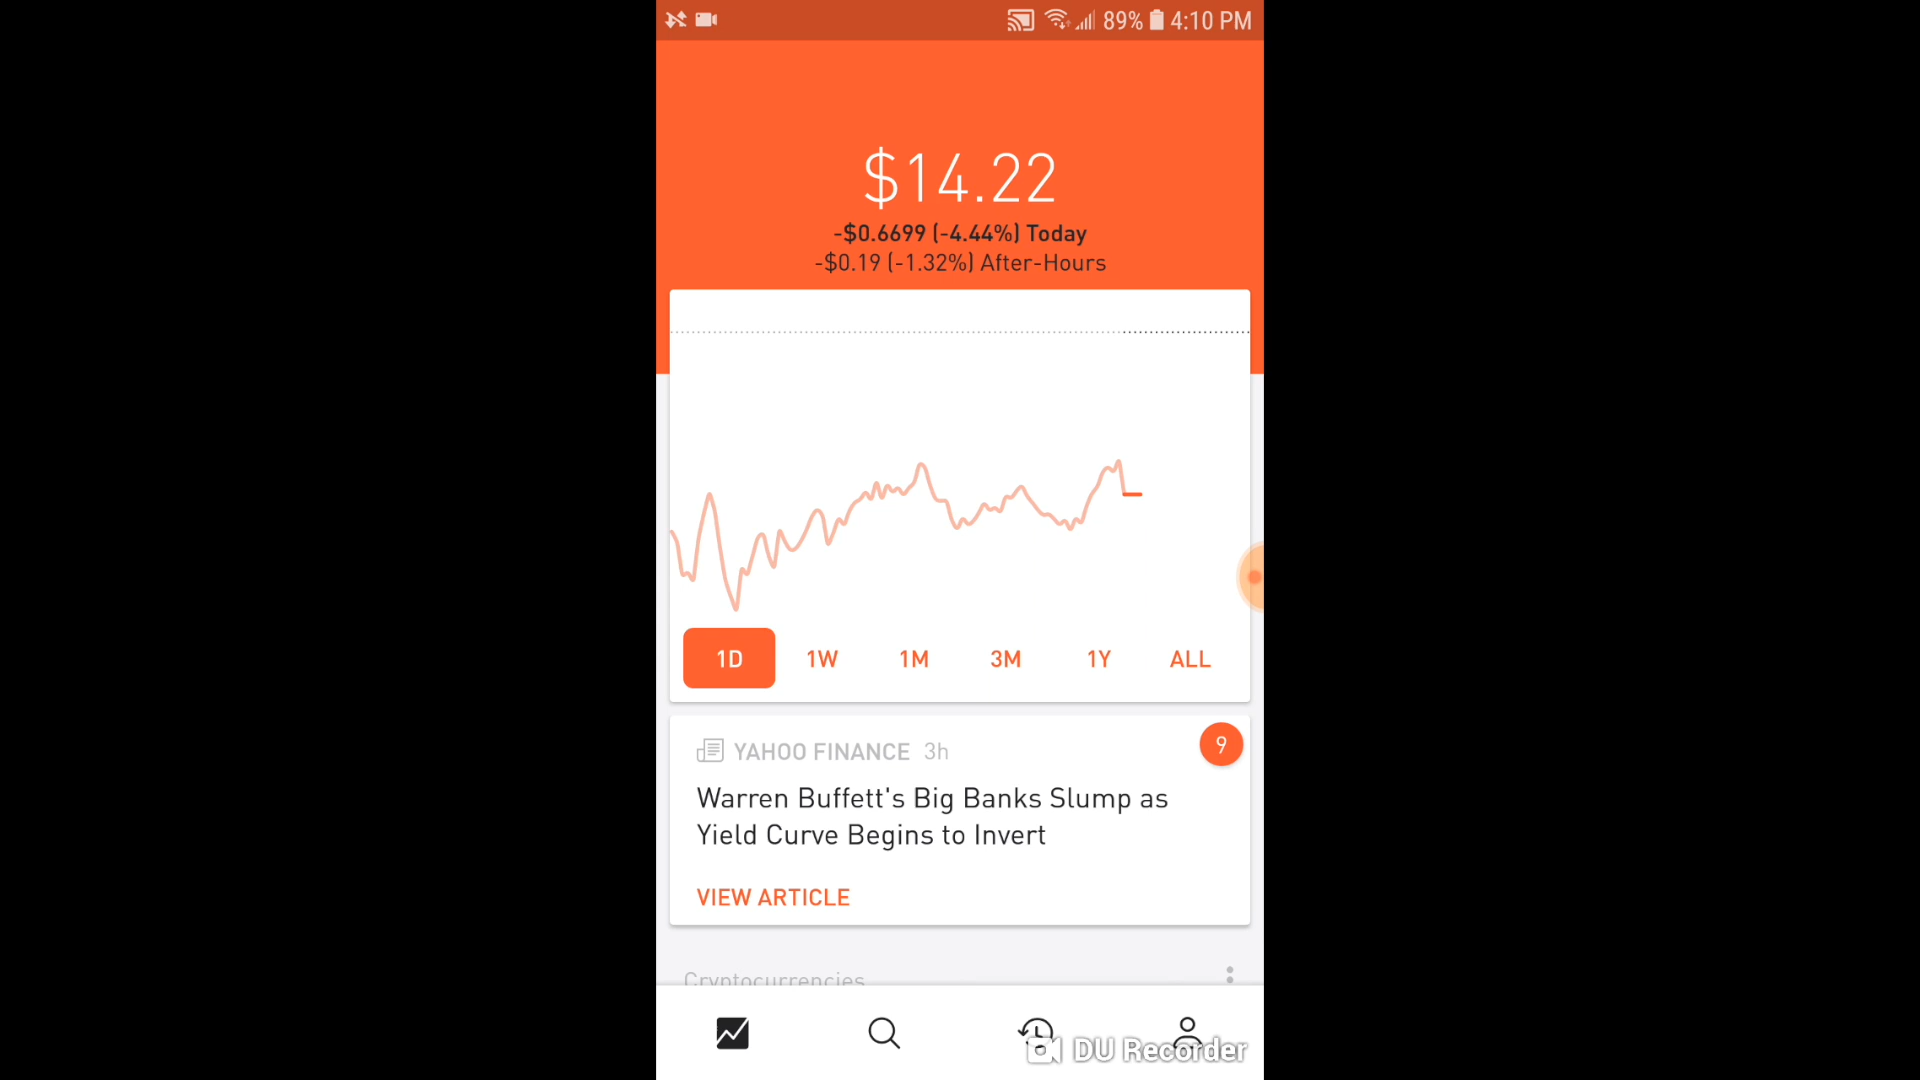 89% 4:10 PM
$14.22
-$0.6699 (-4.44%) Today
-$0.19 (-1.32%) After-Hours
1D 1W 1M 3M 1Y ALL
YAHOO FINANCE 3h
9
Warren Buffett's Big Banks Slump as
Yield Curve Begins to Invert
VIEW ARTICLE
Cryptocurrencies
DU Recorder